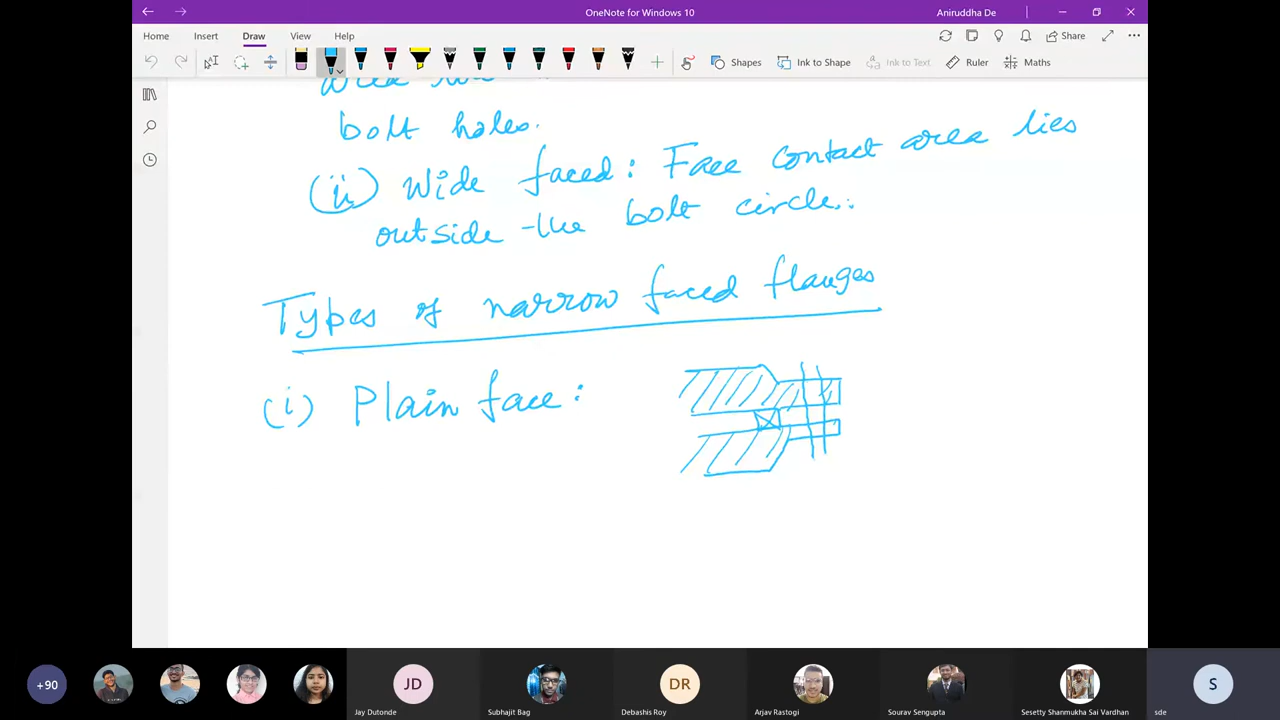 OneNote for Windows 10
Aniruddha De
Home Insert Draw View Help
Share
Shapes Ink to Shape Ink to Text Ruler Maths
bolt holes.
(ii) Wide faced: Face contact area lies
outside the bolt circle.
Types of narrow faced flanges
(i) Plain face:
+90
JD
DR
S
Jay Dutonde
Subhajit Bag
Debashis Roy
Arjav Rastogi
Sourav Sengupta
Sesetty Shanmukha Sai Vardhan
sde